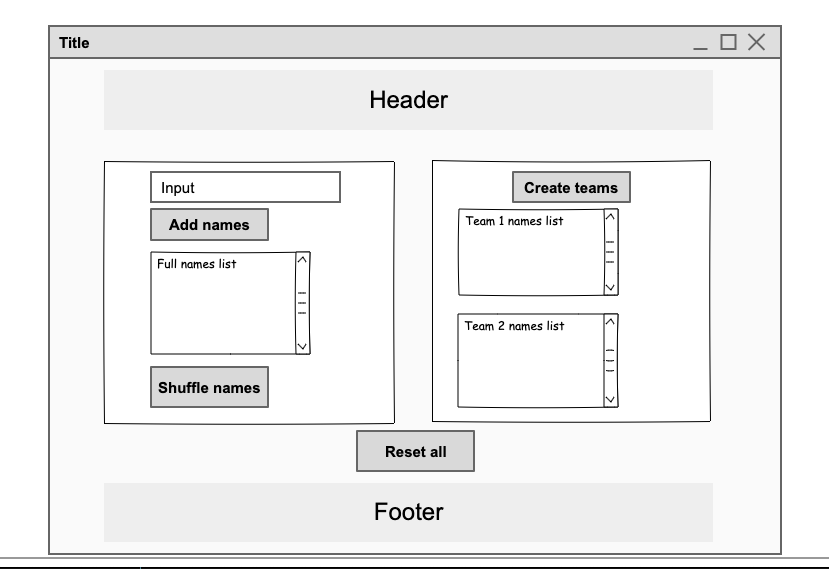 Title
Header
Input
Add names
Full names list
Shuffle names
Create teams
Team 1 names list
Team 2 names list
Reset all
Footer